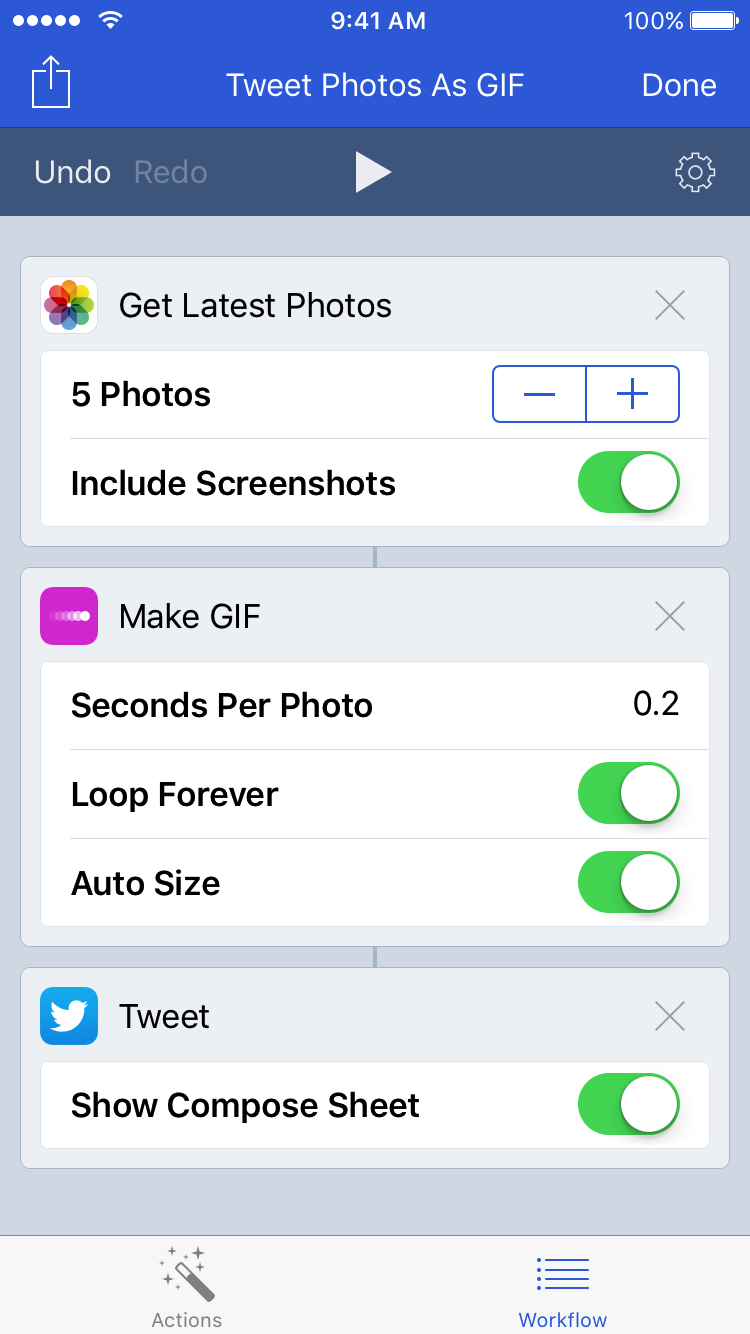 9:41 AM 100%
Tweet Photos As GIF Done
Undo Redo
Get Latest Photos
5 Photos
Include Screenshots
Make GIF
Seconds Per Photo 0.2
Loop Forever
Auto Size
Tweet
Show Compose Sheet
Actions Workflow